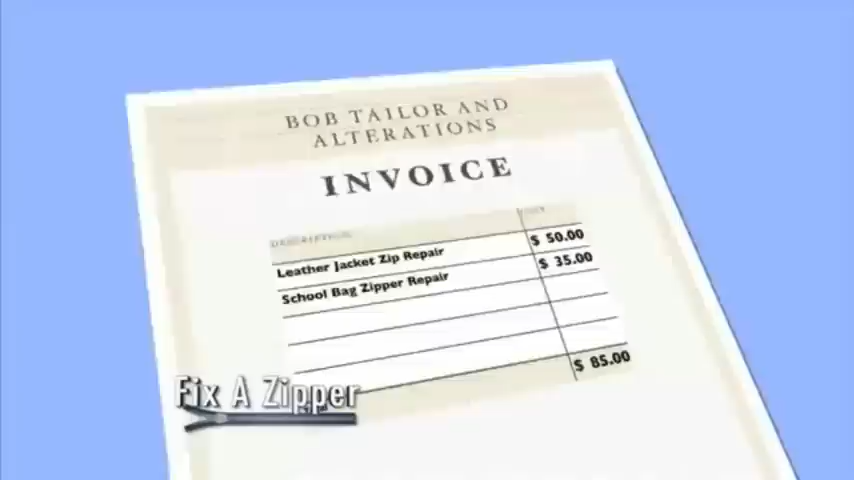 BOB TAILOR AND
ALTERATIONS
INVOICE
DESCRIPTION
Leather Jacket Zip Repair $ 50.00
School Bag Zipper Repair $ 35.00
$ 85.00
Fix A Zipper